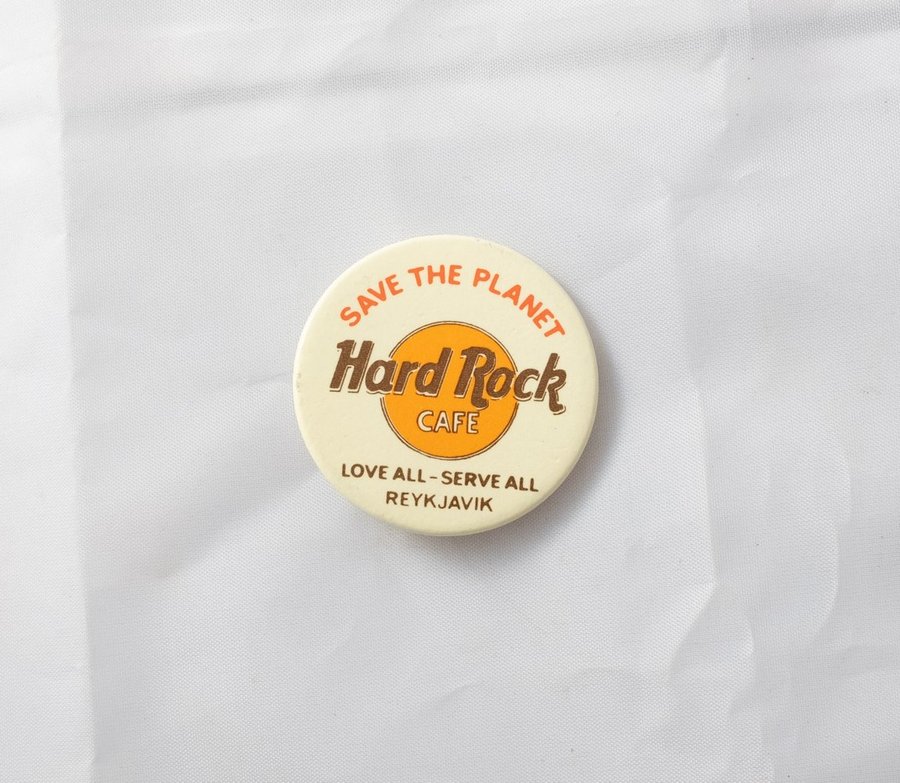 SAVE THE PLANET
Hard Rock
CAFE
LOVE ALL - SERVE ALL
REYKJAVIK